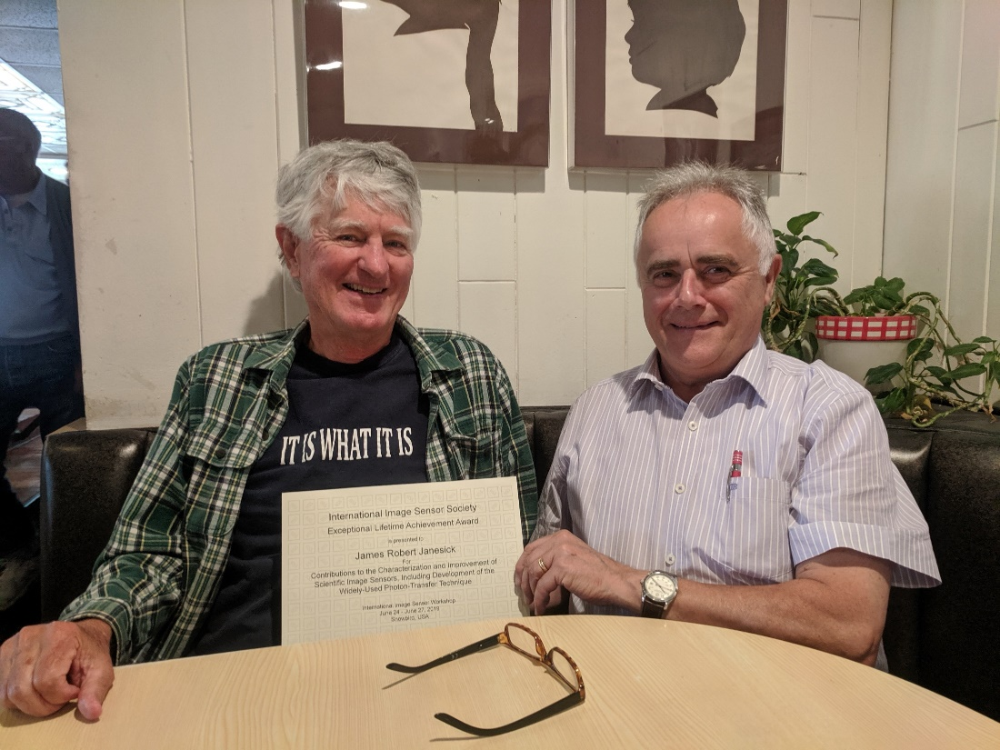 IT IS WHAT IT IS
International Image Sensor Society
Exceptional Lifetime Achievement Award
is presented to
James Robert Janesick
For
Contributions to the Characterization and Improvement of
Scientific Image Sensors, Including Development of the
Widely-Used Photon-Transfer Technique
International Image Sensor Workshop
June 24 - June 27, 2019
Snowbird, USA